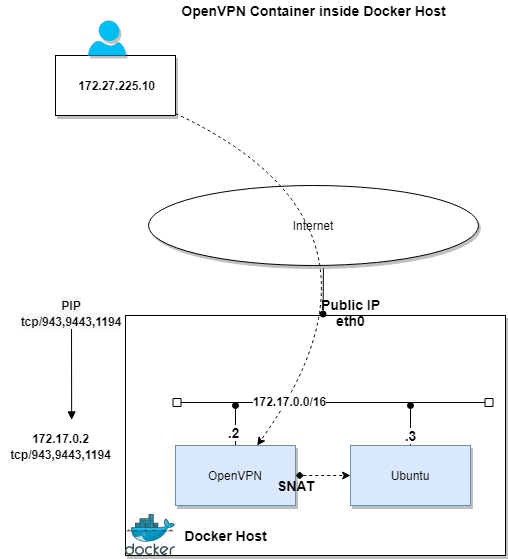 OpenVPN Container inside Docker Host
172.27.225.10
Internet
Public IP
eth0
PIP
tcp/943,9443,1194
172.17.0.0/16
.2
.3
172.17.0.2
tcp/943,9443,1194
OpenVPN
Ubuntu
SNAT
docker
Docker Host